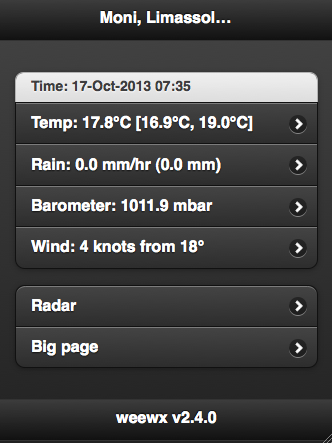 Moni, Limassol...
Time: 17-Oct-2013 07:35
Temp: 17.8°C [16.9°C, 19.0°C]
Rain: 0.0 mm/hr (0.0 mm)
Barometer: 1011.9 mbar
Wind: 4 knots from 18°
Radar
Big page
weewx v2.4.0